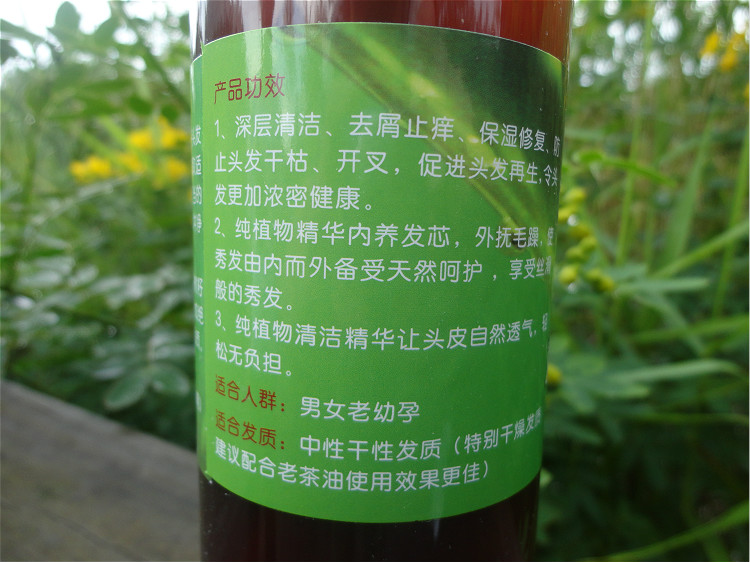 产品功效
1、深层清洁、去屑止痒、保湿修复、防
止头发干枯、开叉，促进头发再生,令头
发更加浓密健康。
2、纯植物精华内养发芯，外抚毛躁，使
秀发由内而外备受天然呵护，享受丝滑
般的秀发。
3、纯植物清洁精华让头皮自然透气，轻
松无负担。
适合人群：男女老幼孕
适合发质：中性干性发质（特别干燥发质
建议配合老茶油使用效果更佳）